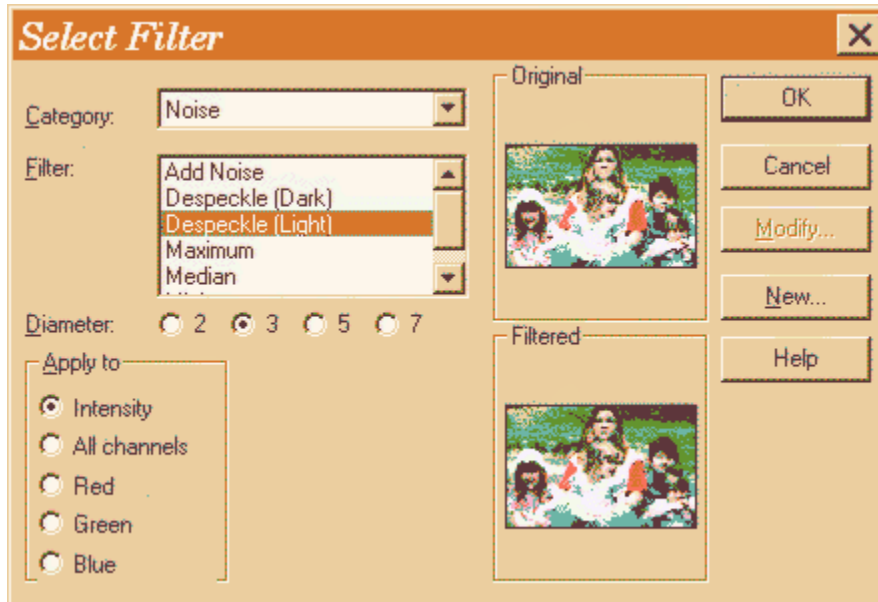 Select Filter
Category:
Noise
Filter:
Add Noise
Despeckle (Dark)
Despeckle (Light)
Maximum
Median
Diameter:
2
3
5
7
Apply to
Intensity
All channels
Red
Green
Blue
Original
Filtered
OK
Cancel
Modify...
New...
Help